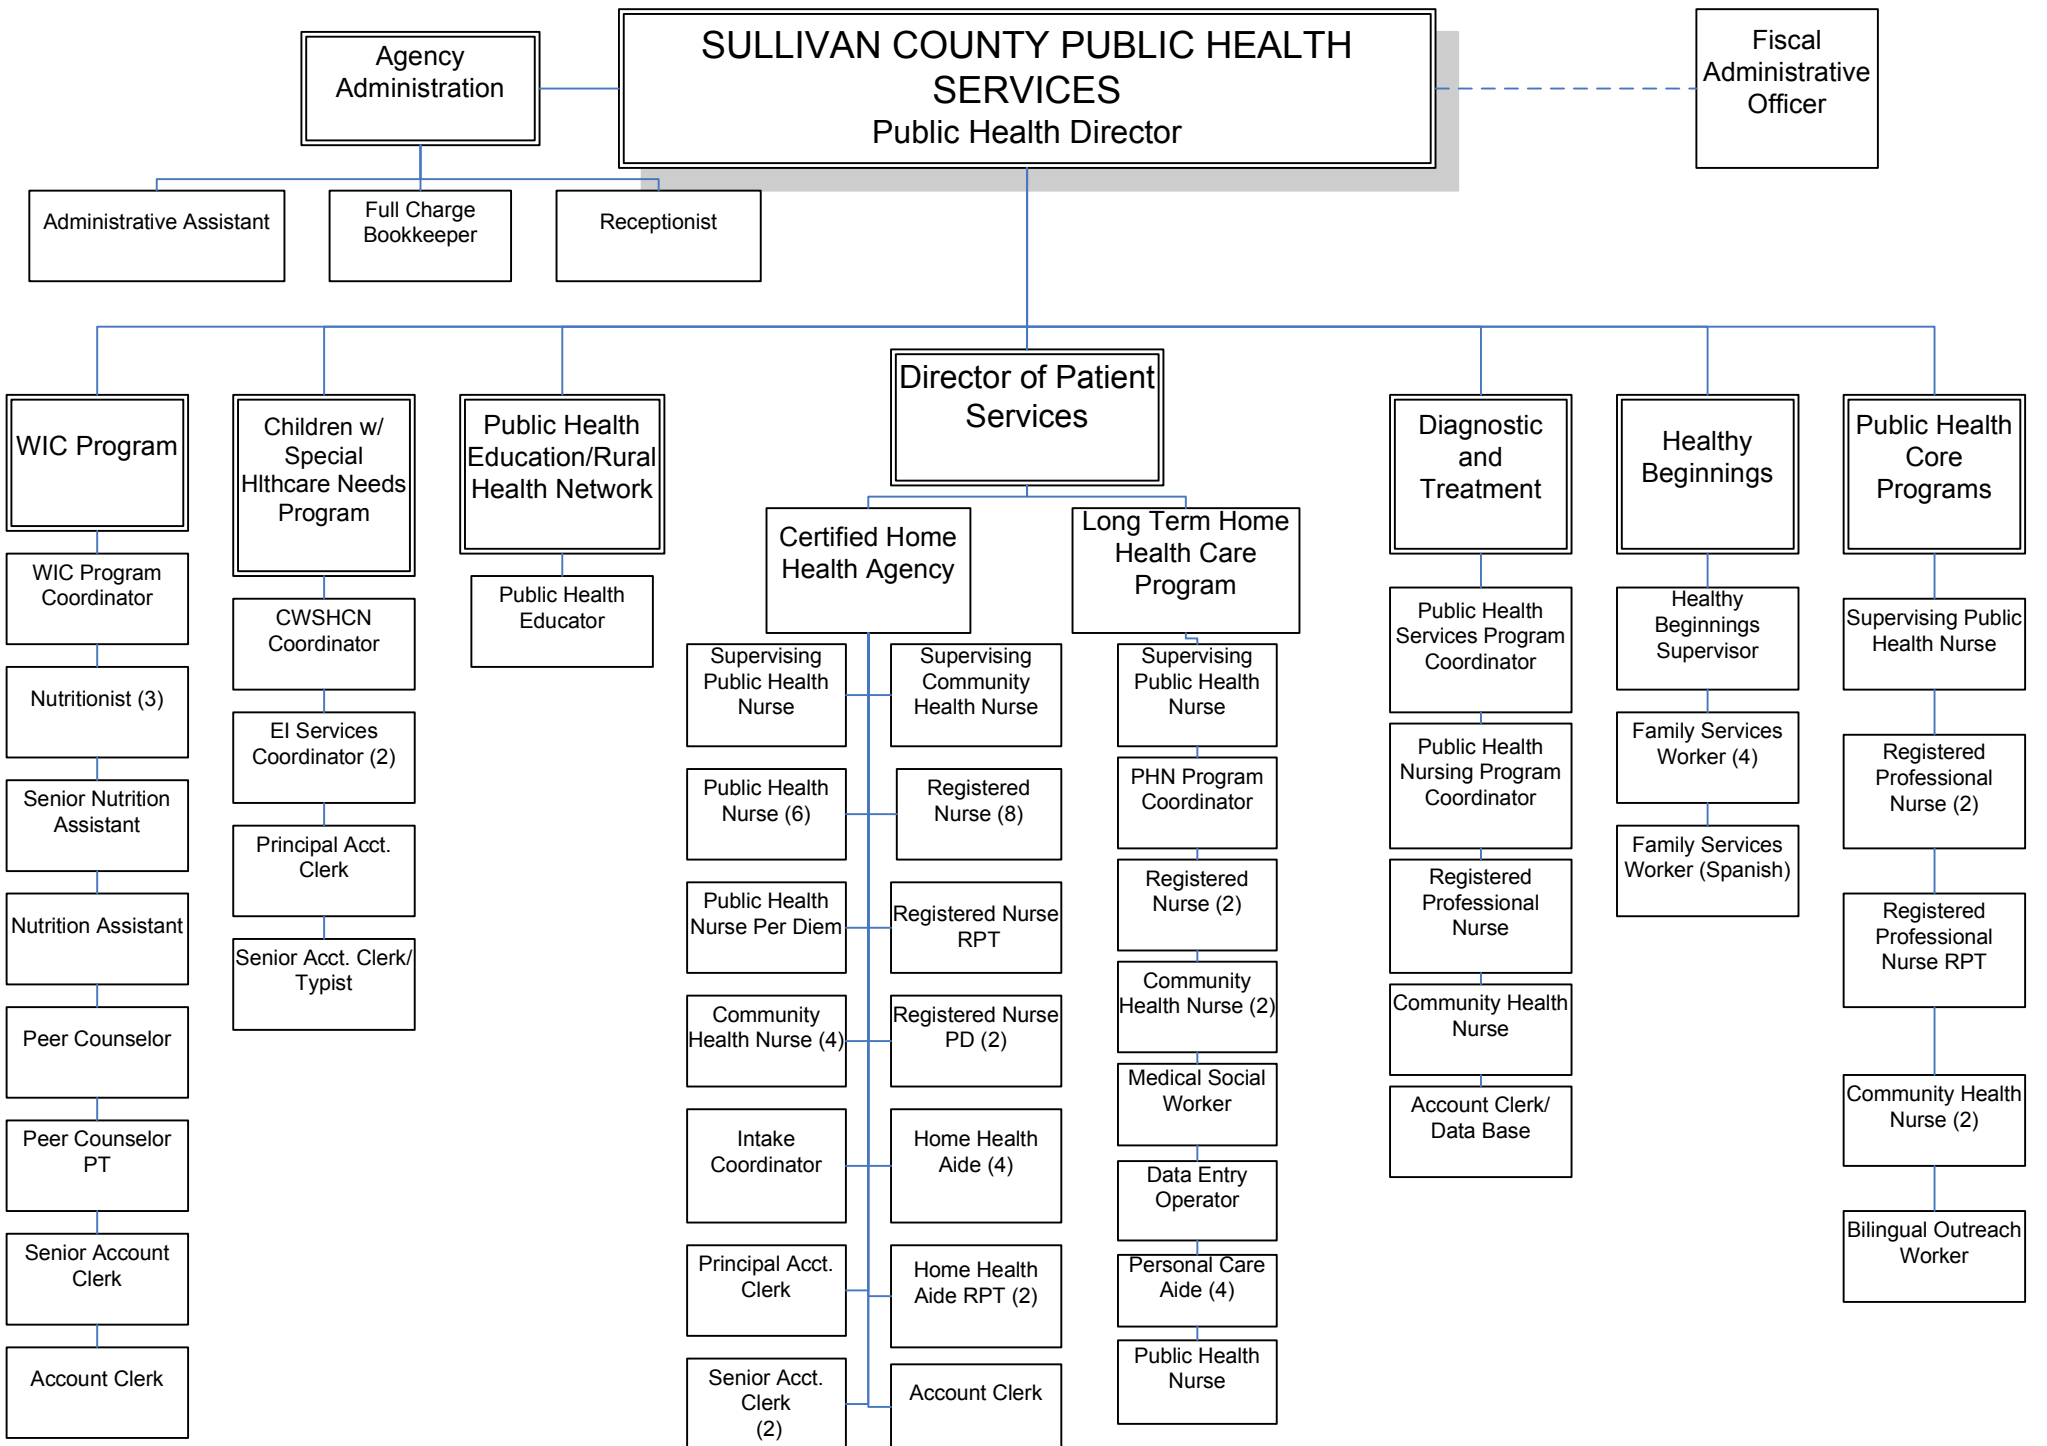 Agency
Administration
SULLIVAN COUNTY PUBLIC HEALTH
SERVICES
Public Health Director
Fiscal
Administrative
Officer
Administrative Assistant
Full Charge
Bookkeeper
Receptionist
WIC Program
WIC Program
Coordinator
Nutritionist (3)
Senior Nutrition
Assistant
Nutrition Assistant
Peer Counselor
Peer Counselor
PT
Senior Account
Clerk
Account Clerk
Children w/
Special
Hlthcare Needs
Program
CWSHCN
Coordinator
EI Services
Coordinator (2)
Principal Acct.
Clerk
Senior Acct. Clerk/
Typist
Public Health
Education/Rural
Health Network
Public Health
Educator
Director of Patient
Services
Certified Home
Health Agency
Supervising
Public Health
Nurse
Supervising
Community
Health Nurse
Public Health
Nurse (6)
Registered
Nurse (8)
Public Health
Nurse Per Diem
Registered Nurse
RPT
Community
Health Nurse (4)
Registered Nurse
PD (2)
Intake
Coordinator
Home Health
Aide (4)
Principal Acct.
Clerk
Home Health
Aide RPT (2)
Senior Acct.
Clerk
(2)
Account Clerk
Long Term Home
Health Care
Program
Supervising
Public Health
Nurse
PHN Program
Coordinator
Registered
Nurse (2)
Community
Health Nurse (2)
Medical Social
Worker
Data Entry
Operator
Personal Care
Aide (4)
Public Health
Nurse
Diagnostic
and
Treatment
Public Health
Services Program
Coordinator
Public Health
Nursing Program
Coordinator
Registered
Professional
Nurse
Community Health
Nurse
Account Clerk/
Data Base
Healthy
Beginnings
Healthy
Beginnings
Supervisor
Family Services
Worker (4)
Family Services
Worker (Spanish)
Public Health
Core
Programs
Supervising Public
Health Nurse
Registered
Professional
Nurse (2)
Registered
Professional
Nurse RPT
Community Health
Nurse (2)
Bilingual Outreach
Worker